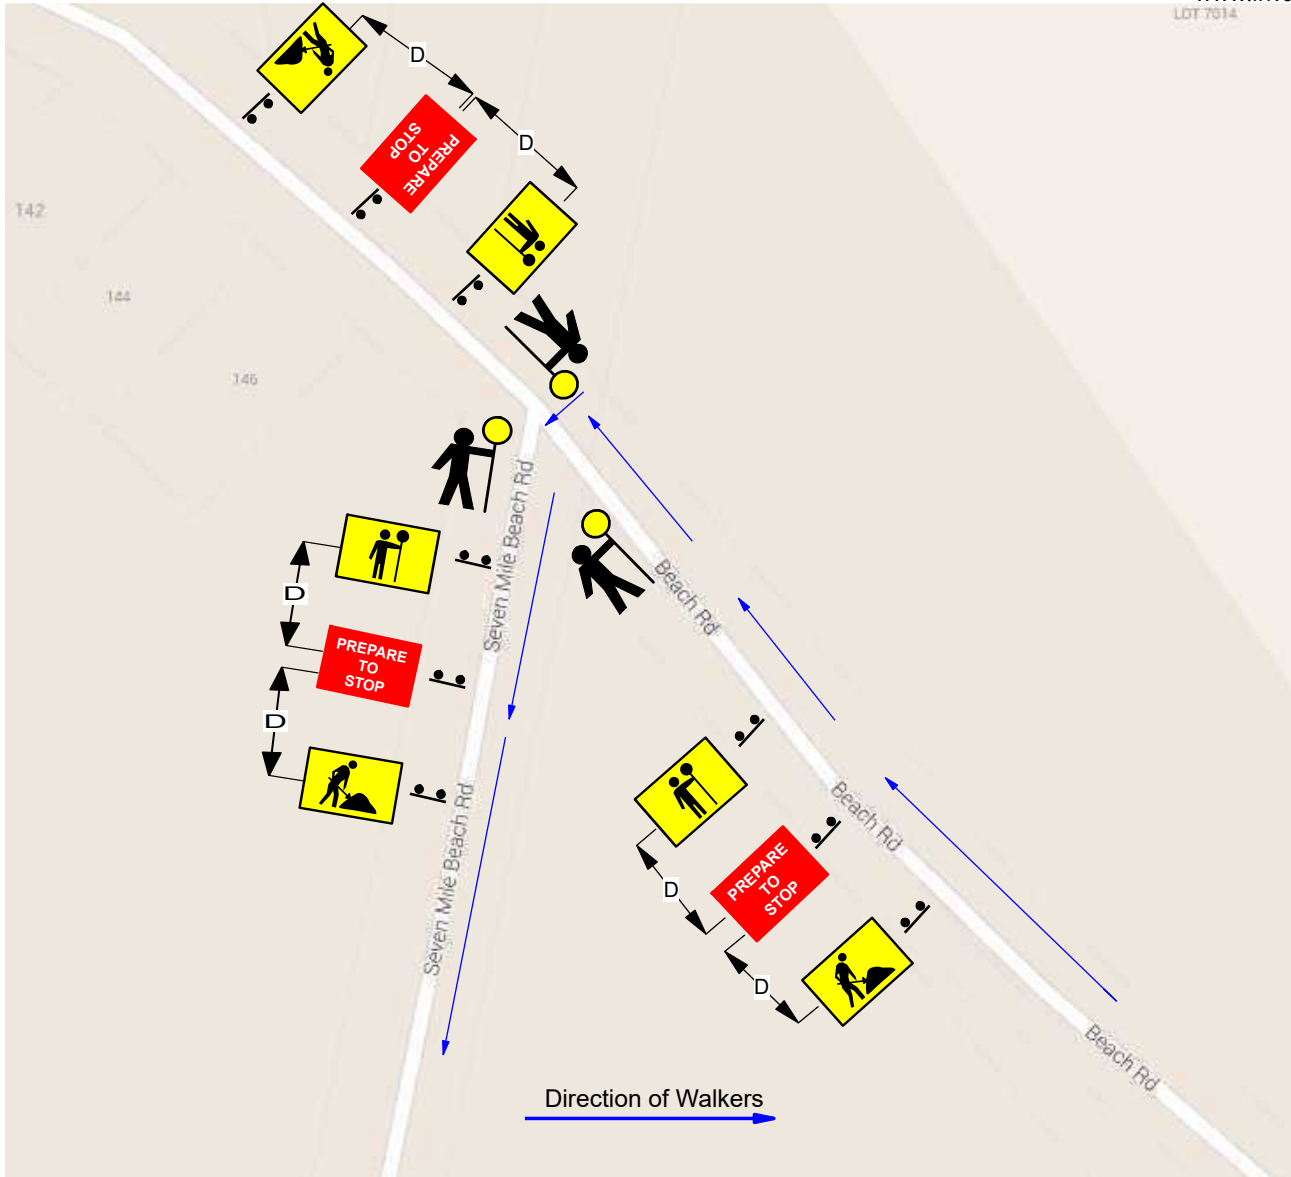 LOT 7014
D
PREPARE
TO
STOP
D
142
144
146
Seven Mile Beach Rd
Beach Rd
D
PREPARE
TO
STOP
D
Seven Mile Beach Rd
Beach Rd
D
PREPARE
TO
STOP
D
Beach Rd
Direction of Walkers